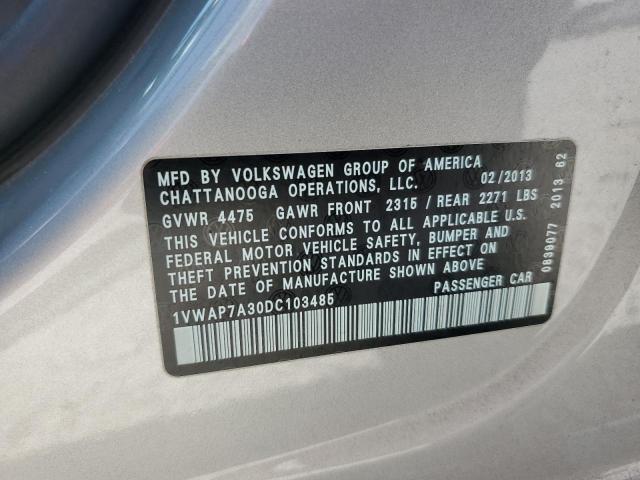 MFD BY VOLKSWAGEN GROUP OF AMERICA
CHATTANOOGA OPERATIONS, LLC. 02/2013
GVWR 4475 GAWR FRONT 2315 / REAR 2271 LBS
THIS VEHICLE CONFORMS TO ALL APPLICABLE U.S.
FEDERAL MOTOR VEHICLE SAFETY, BUMPER AND
THEFT PREVENTION STANDARDS IN EFFECT ON
THE DATE OF MANUFACTURE SHOWN ABOVE
1VWAP7A30DC103485 PASSENGER CAR
0839077 2013 62